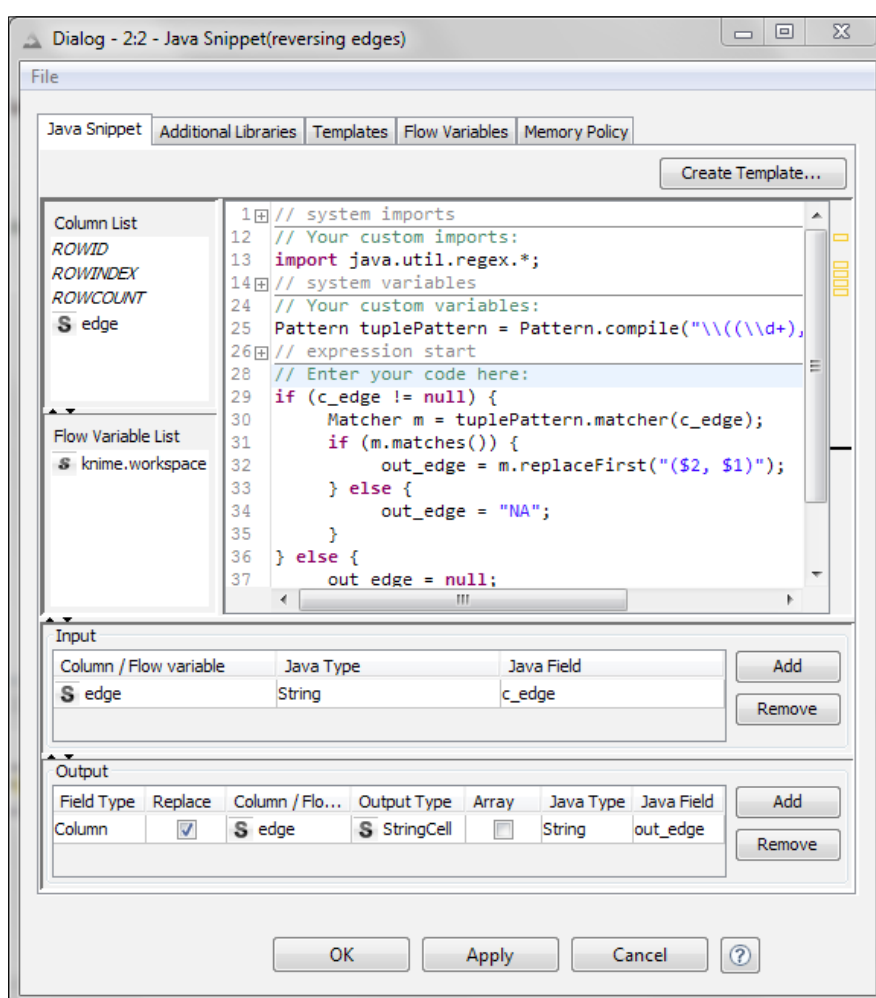 Dialog - 2:2 - Java Snippet(reversing edges)
File
Java Snippet Additional Libraries Templates Flow Variables Memory Policy
Create Template...
Column List
ROWID
ROWINDEX
ROWCOUNT
S edge
Flow Variable List
s knime.workspace
1 // system imports
12 // Your custom imports:
13 import java.util.regex.*;
14 // system variables
24 // Your custom variables:
25 Pattern tuplePattern = Pattern.compile("\\((\\d+),
26 // expression start
28 // Enter your code here:
29 if (c_edge != null) {
30 Matcher m = tuplePattern.matcher(c_edge);
31 if (m.matches()) {
32 out_edge = m.replaceFirst("($2, $1)");
33 } else {
34 out_edge = "NA";
35 }
36 } else {
37 out_edge = null;
Input
Column / Flow variable Java Type Java Field
S edge String c_edge
Add
Remove
Output
Field Type Replace Column / Flo... Output Type Array Java Type Java Field
Column S edge S StringCell String out_edge
Add
Remove
OK Apply Cancel ?